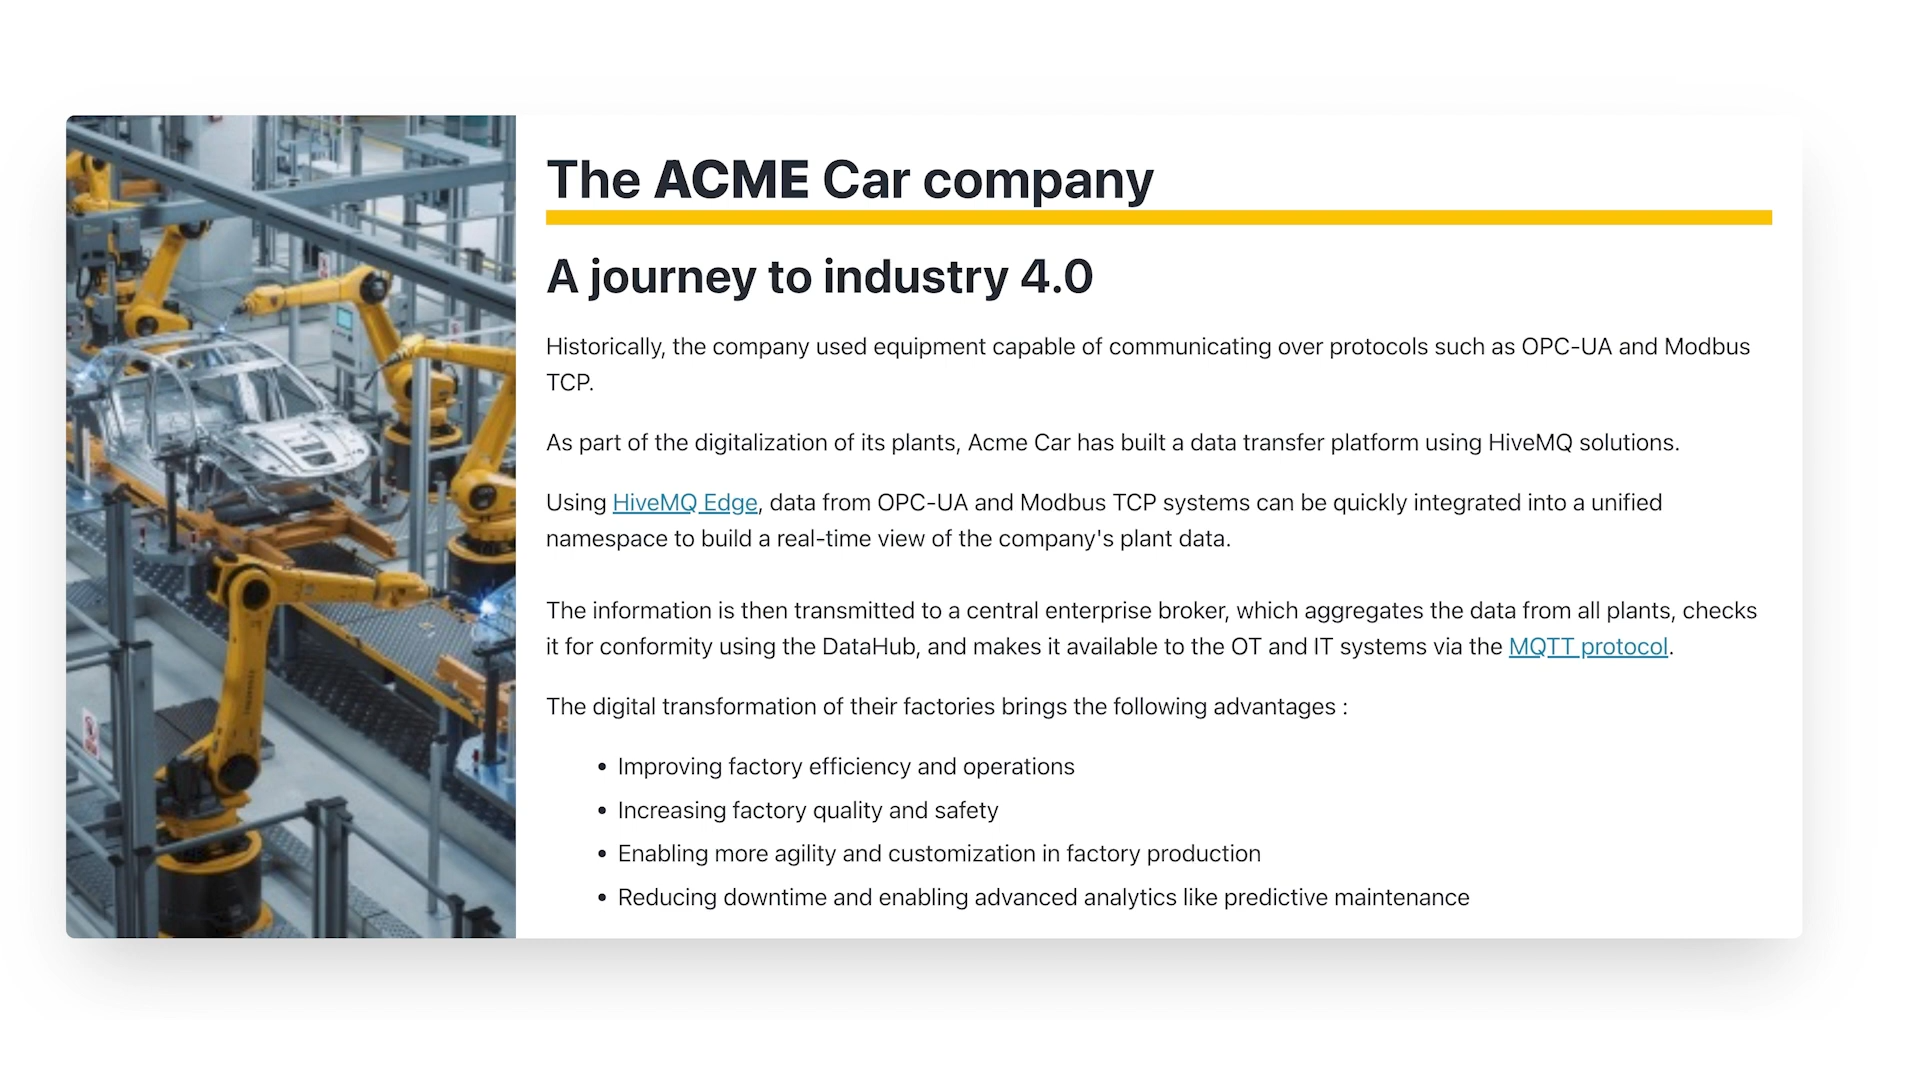 The ACME Car company
A journey to industry 4.0
Historically, the company used equipment capable of communicating over protocols such as OPC-UA and Modbus
TCP.
As part of the digitalization of its plants, Acme Car has built a data transfer platform using HiveMQ solutions.
Using HiveMQ Edge, data from OPC-UA and Modbus TCP systems can be quickly integrated into a unified
namespace to build a real-time view of the company's plant data.
The information is then transmitted to a central enterprise broker, which aggregates the data from all plants, checks
it for conformity using the DataHub, and makes it available to the OT and IT systems via the MQTT protocol.
The digital transformation of their factories brings the following advantages :
• Improving factory efficiency and operations
• Increasing factory quality and safety
• Enabling more agility and customization in factory production
• Reducing downtime and enabling advanced analytics like predictive maintenance